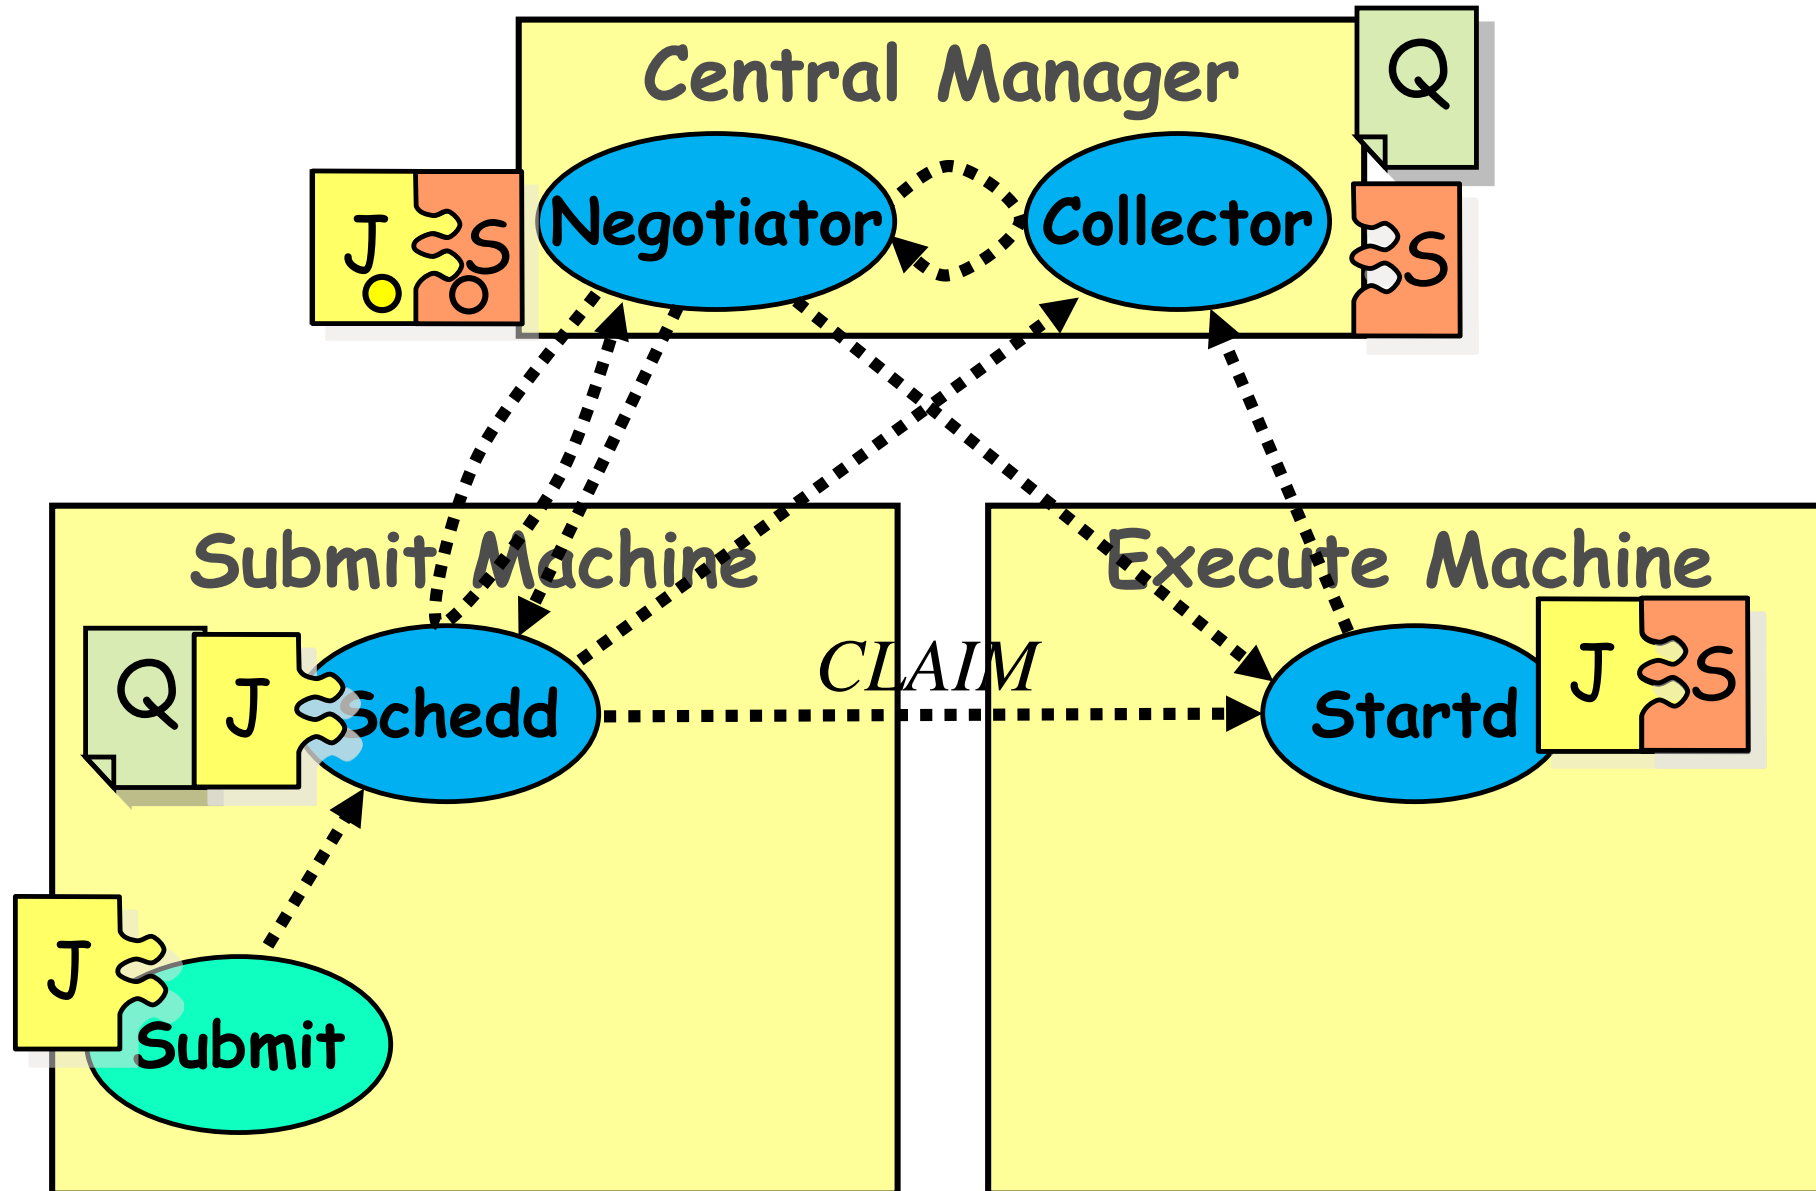 Central Manager
Q
J S
Negotiator
Collector
S
Submit Machine
Execute Machine
Q J
Schedd
CLAIM
Startd
J S
J
Submit